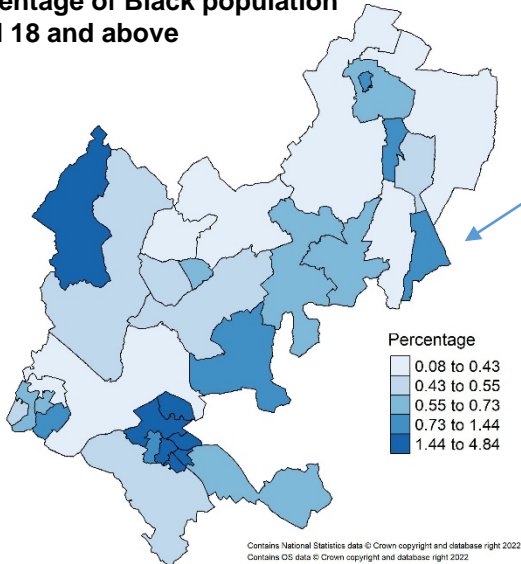 entage of Black population
18 and above
Percentage
0.08 to 0.43
0.43 to 0.55
0.55 to 0.73
0.73 to 1.44
1.44 to 4.84
Contains National Statistics data © Crown copyright and database right 2022
Contains OS data © Crown copyright and database right 2022